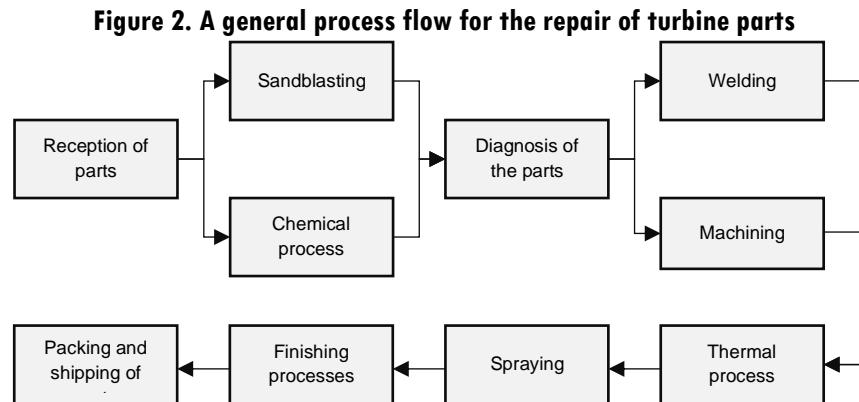 Figure 2. A general process flow for the repair of turbine parts
Sandblasting
Welding
Reception of
parts
Diagnosis of
the parts
Chemical
process
Machining
Packing and
shipping of
Finishing
processes
Spraying
Thermal
process